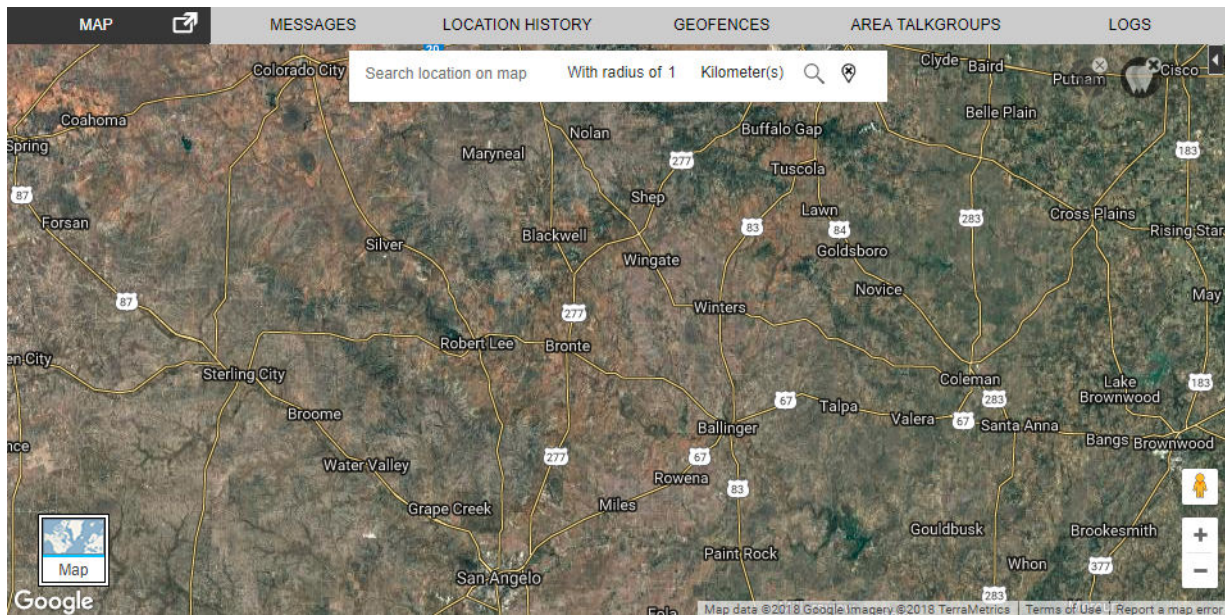 MAP MESSAGES LOCATION HISTORY GEOFENCES AREA TALKGROUPS LOGS
20
Search location on map With radius of 1 Kilometer(s)
Colorado City
Clyde
Baird
Putnam
Cisco
Coahoma
Nolan
Buffalo Gap
Belle Plain
Spring
Maryneal
277
183
Tuscola
87
Shep
Forsan
Lawn
283
Cross Plains
Silver
Blackwell
83
84
Rising Star
Goldsboro
Wingate
Novice
87
May
277
Winters
Robert Lee
Bronte
en City
Sterling City
Coleman
Lake
Brownwood
183
67
283
Broome
Talpa
Valera
67
Santa Anna
Ballinger
Bangs
Brownwood
nce
Water Valley
277
67
Rowena
83
Grape Creek
Miles
Gouldbusk
Brookesmith
Paint Rock
Map
Whon
377
San Angelo
283
+
−
Google
Map data ©2018 Google Imagery ©2018 TerraMetrics Terms of Use Report a map err